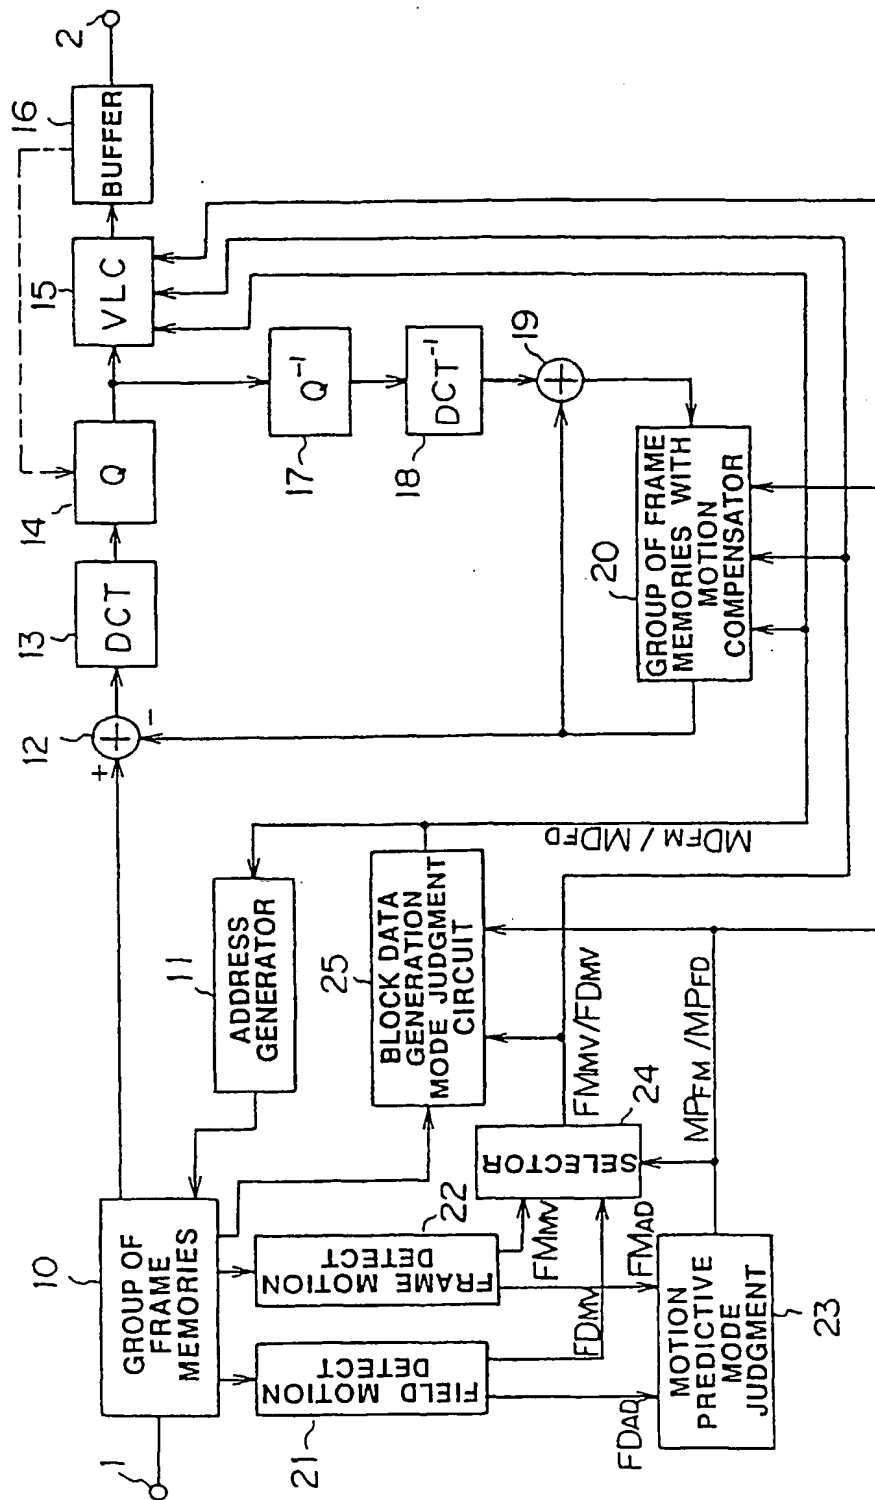 1
10
GROUP OF
FRAME
MEMORIES
11
ADDRESS
GENERATOR
12
+
−
13
DCT
14
Q
15
VLC
16
BUFFER
2
17
Q⁻¹
18
DCT⁻¹
19
20
GROUP OF FRAME
MEMORIES WITH
MOTION
COMPENSATOR
21
FIELD MOTION
DETECT
22
FRAME MOTION
DETECT
25
BLOCK DATA
GENERATION
MODE JUDGMENT
CIRCUIT
24
SELECTOR
23
MOTION
PREDICTIVE
MODE
JUDGMENT
FDAD
FDMV
FMMV
FMAD
FMMV/FDMV
MPFM/MPFD
MDFM/MDFD